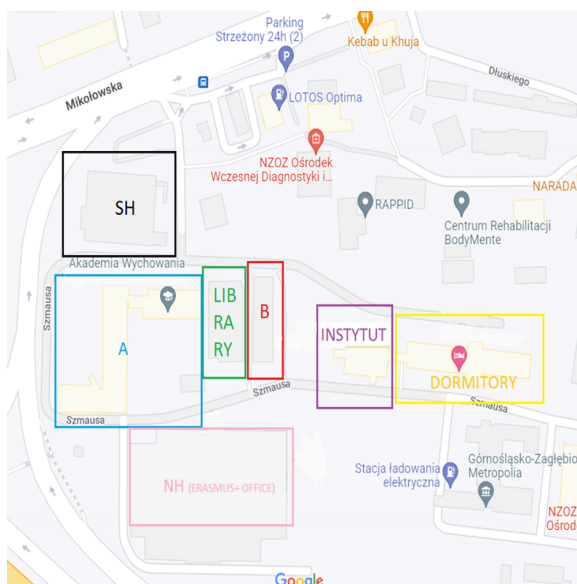 Parking
Strzeżony 24h (2)
Kebab u Khuja
Mikołowska
Dłuskiego
LOTOS Optima
NZOZ Ośrodek
Wczesnej Diagnostyki i...
NARADA
SH
RAPPID
Centrum Rehabilitacji
BodyMente
Akademia Wychowania
Szmausa
A
LIB
RA
RY
B
INSTYTUT
DORMITORY
Szmausa
Szmausa
Szmausa
NH (ERASMUS+ OFFICE)
Stacja ładowania
elektryczna
Górnośląsko-Zagłębio
Metropolia
NZOZ
Ośrod
Google